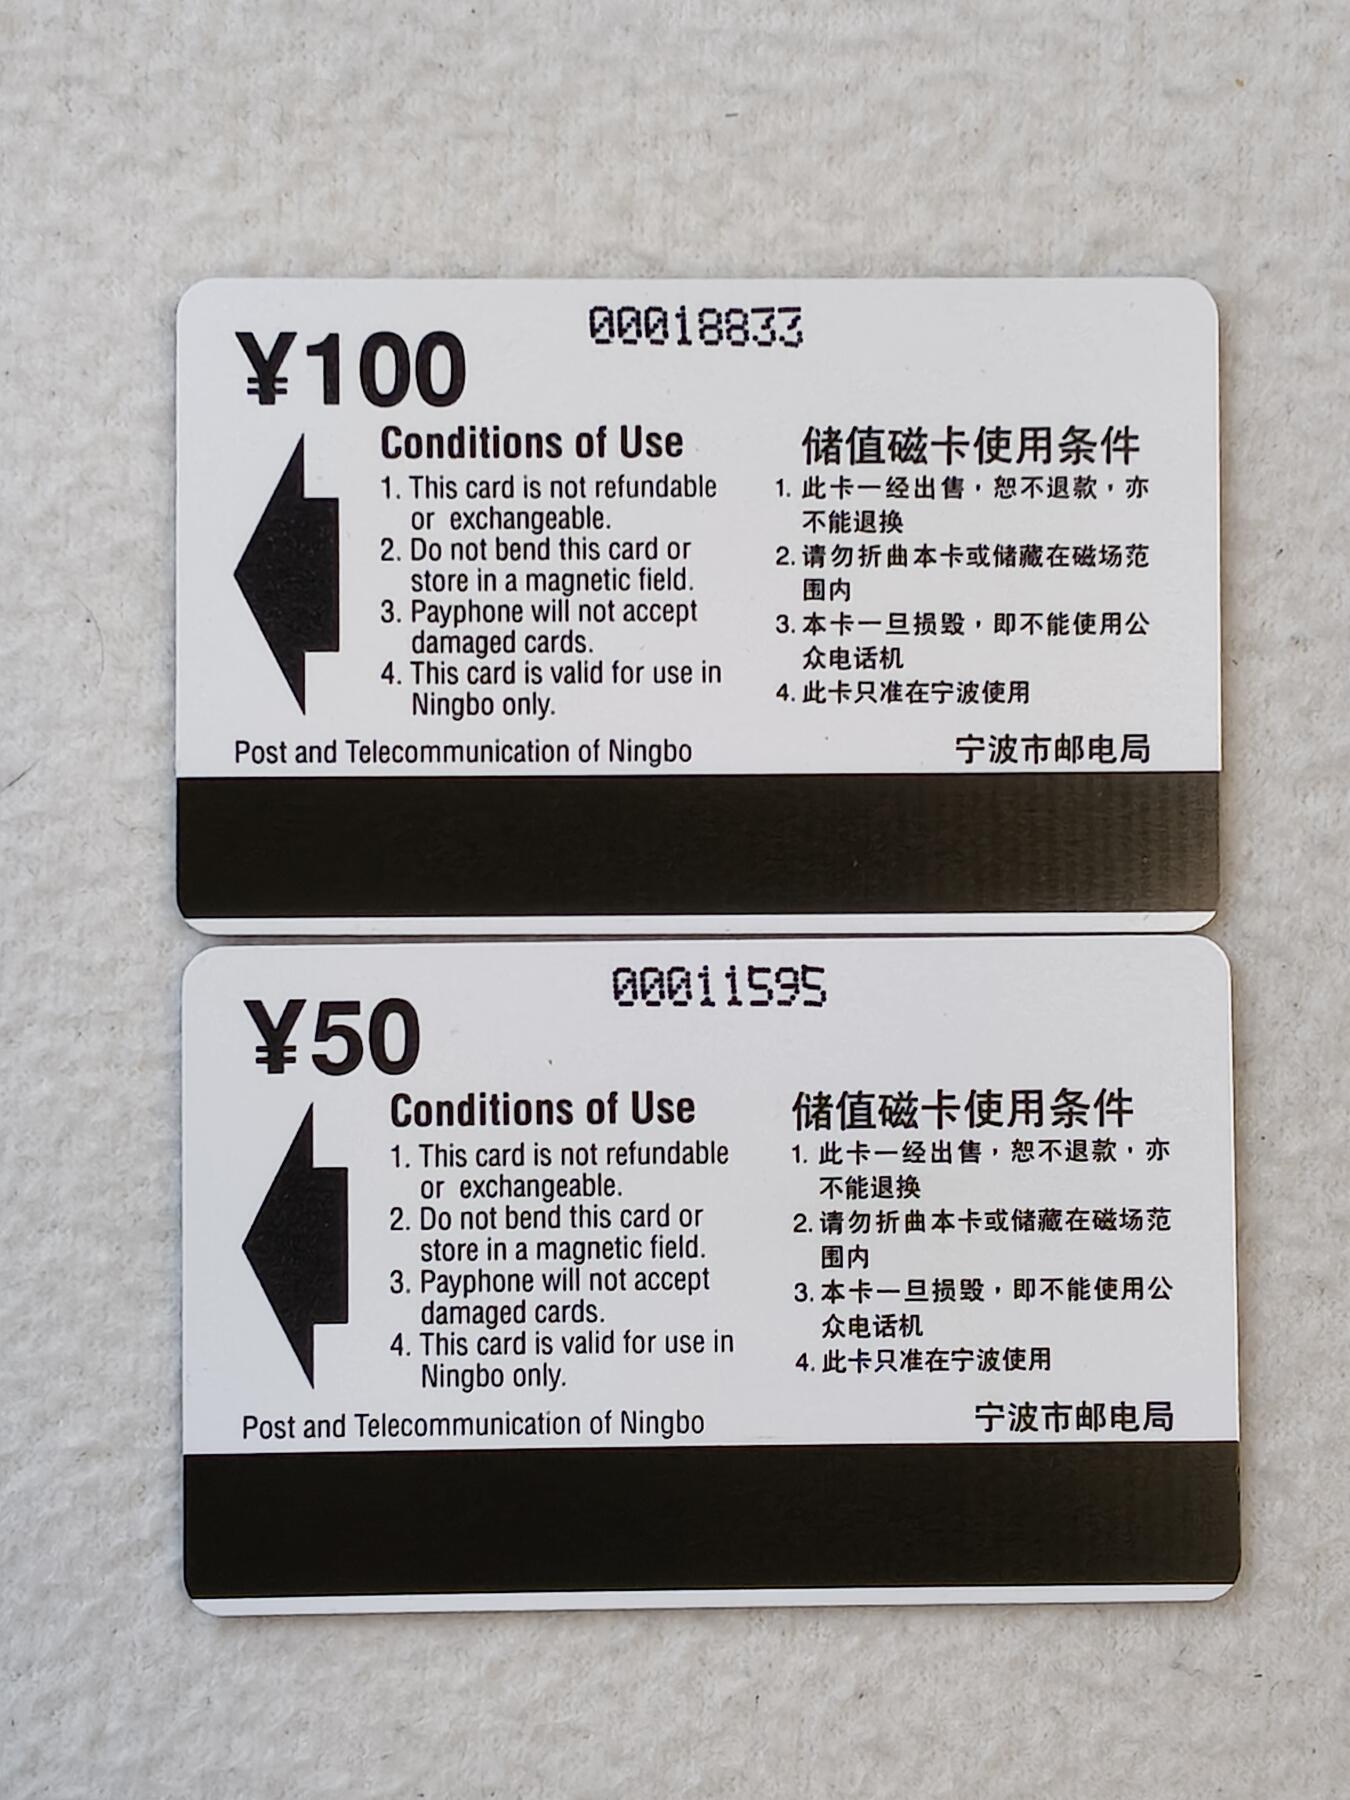 00018833
¥100
Conditions of Use
1. This card is not refundable
or exchangeable.
2. Do not bend this card or
store in a magnetic field.
3. Payphone will not accept
damaged cards.
4. This card is valid for use in
Ningbo only.
储值磁卡使用条件
1. 此卡一经出售，恕不退款，亦
不能退换
2. 请勿折曲本卡或储藏在磁场范
围内
3. 本卡一旦损毁，即不能使用公
众电话机
4. 此卡只准在宁波使用
Post and Telecommunication of Ningbo
宁波市邮电局
00011595
¥50
Conditions of Use
1. This card is not refundable
or exchangeable.
2. Do not bend this card or
store in a magnetic field.
3. Payphone will not accept
damaged cards.
4. This card is valid for use in
Ningbo only.
储值磁卡使用条件
1. 此卡一经出售，恕不退款，亦
不能退换
2. 请勿折曲本卡或储藏在磁场范
围内
3. 本卡一旦损毁，即不能使用公
众电话机
4. 此卡只准在宁波使用
Post and Telecommunication of Ningbo
宁波市邮电局